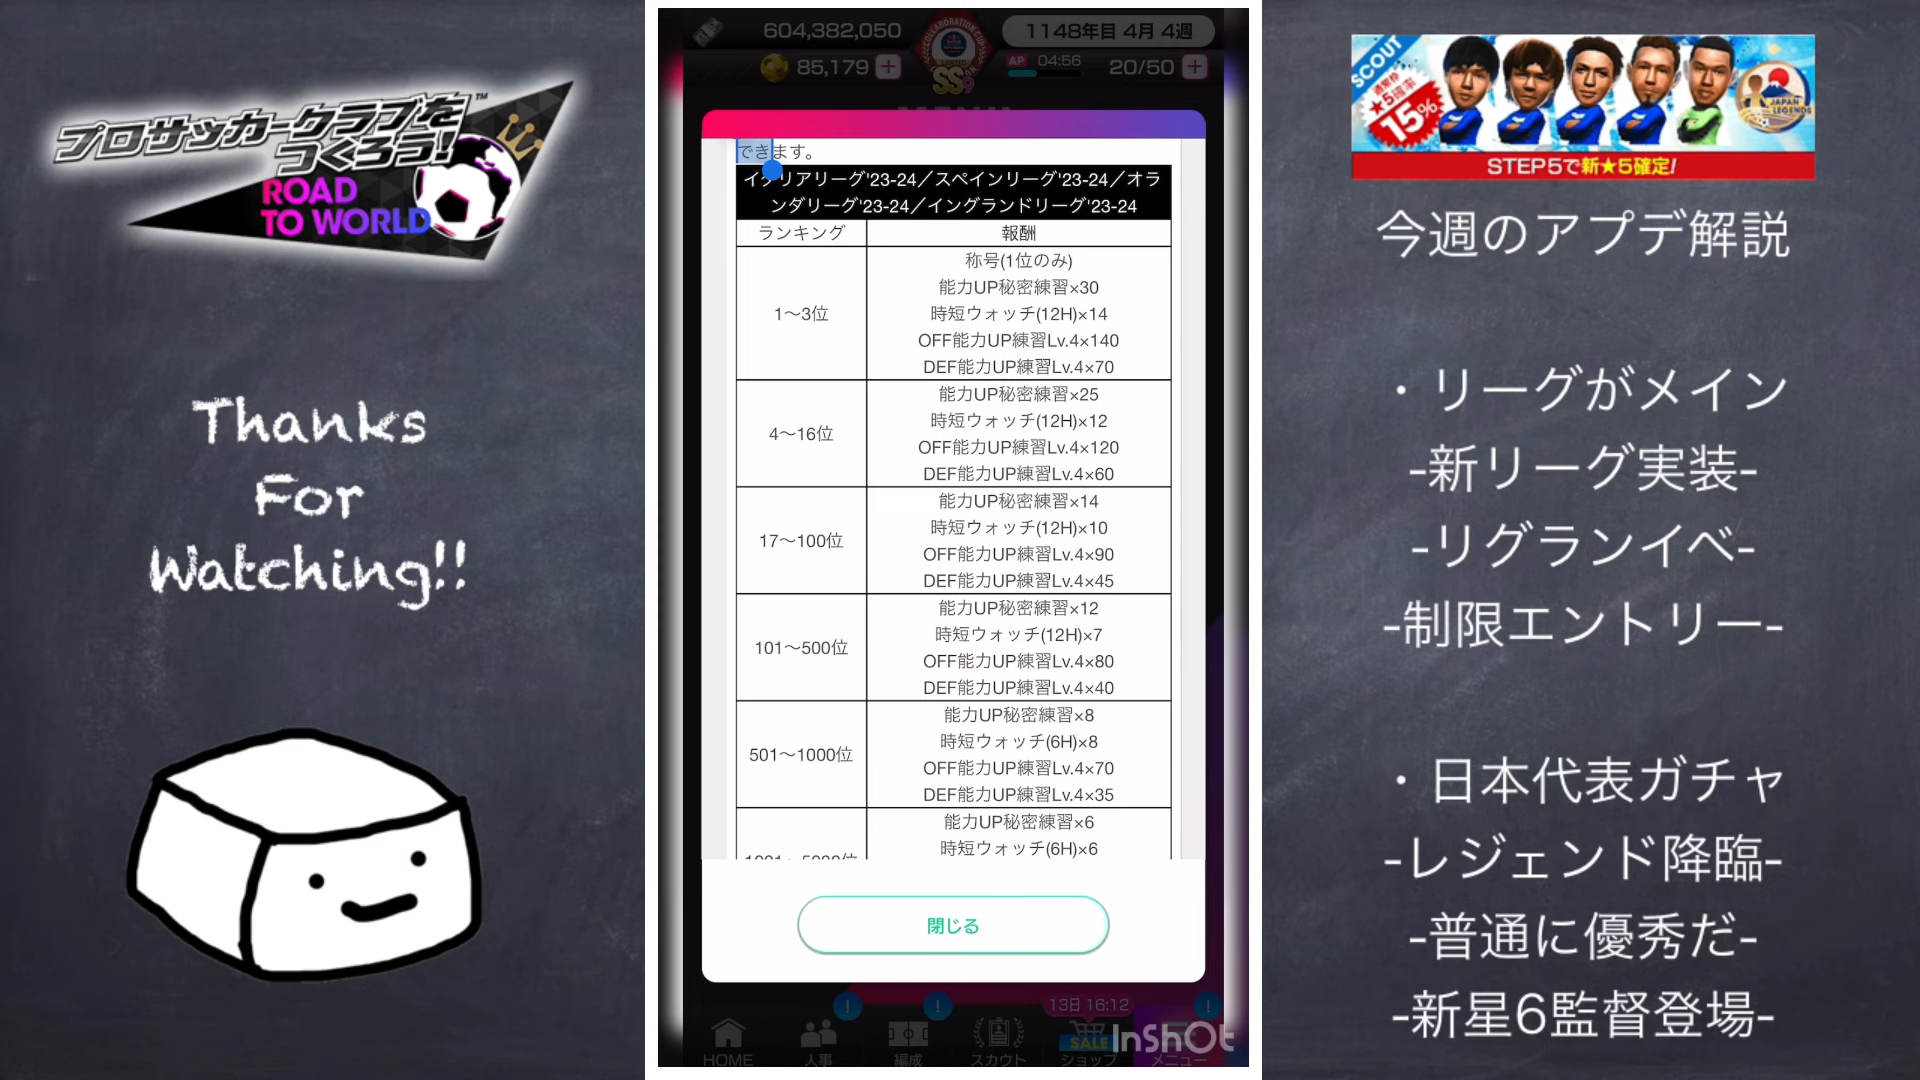 プロサッカークラブを
つくろう!
™
ROAD
TO WORLD
Thanks
For
Watching!!
604,382,050
1148年目 4月 4週
85,179
SS9
AP
04:56
20/50
できます。
イタリアリーグ'23-24／スペインリーグ'23-24／オラ
ンダリーグ'23-24／イングランドリーグ'23-24
ランキング
報酬
1〜3位
称号(1位のみ)
能力UP秘密練習×30
時短ウォッチ(12H)×14
OFF能力UP練習Lv.4×140
DEF能力UP練習Lv.4×70
4〜16位
能力UP秘密練習×25
時短ウォッチ(12H)×12
OFF能力UP練習Lv.4×120
DEF能力UP練習Lv.4×60
17〜100位
能力UP秘密練習×14
時短ウォッチ(12H)×10
OFF能力UP練習Lv.4×90
DEF能力UP練習Lv.4×45
101〜500位
能力UP秘密練習×12
時短ウォッチ(12H)×7
OFF能力UP練習Lv.4×80
DEF能力UP練習Lv.4×40
501〜1000位
能力UP秘密練習×8
時短ウォッチ(6H)×8
OFF能力UP練習Lv.4×70
DEF能力UP練習Lv.4×35
能力UP秘密練習×6
時短ウォッチ(6H)×6
閉じる
13日 16:12
HOME
人事
編成
スカウト
SALE
ショップ
メニュー
InShOt
SCOUT
★5確率
15%
JAPAN
LEGENDS
STEP5で新★5確定!
今週のアプデ解説
・リーグがメイン
-新リーグ実装-
-リグランイベ-
-制限エントリー-
・日本代表ガチャ
-レジェンド降臨-
-普通に優秀だ-
-新星6監督登場-